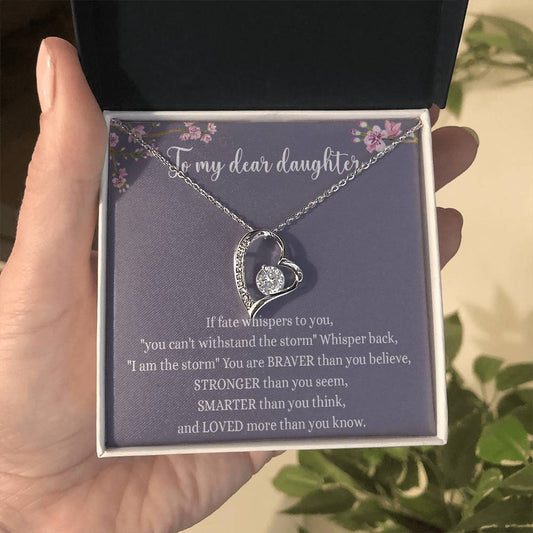 To my dear daughter
If fate whispers to you,
"you can't withstand the storm" Whisper back,
"I am the storm" You are BRAVER than you believe,
STRONGER than you seem,
SMARTER than you think,
and LOVED more than you know.